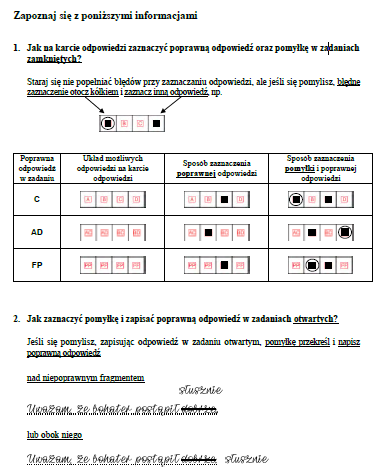 Zapoznaj się z poniższymi informacjami
1. Jak na karcie odpowiedzi zaznaczyć poprawną odpowiedź oraz pomyłkę w zadaniach
zamkniętych?
Staraj się nie popełniać błędów przy zaznaczaniu odpowiedzi, ale jeśli się pomylisz, błędne
zaznaczenie otocz kółkiem i zaznacz inną odpowiedź, np.
B C
Poprawna odpowiedź w zadaniu
Układ możliwych odpowiedzi na karcie odpowiedzi
Sposób zaznaczenia poprawnej odpowiedzi
Sposób zaznaczenia pomyłki i poprawnej odpowiedzi
C A B C D A B D B D
AD
FP
2. Jak zaznaczyć pomyłkę i zapisać poprawną odpowiedź w zadaniach otwartych?
Jeśli się pomylisz, zapisując odpowiedź w zadaniu otwartym, pomyłkę przekreśl i napisz
poprawną odpowiedź
nad niepoprawnym fragmentem
słusznie
Uważam, że bohater postąpił dobrze
lub obok niego
Uważam, że bohater postąpił dobrze słusznie